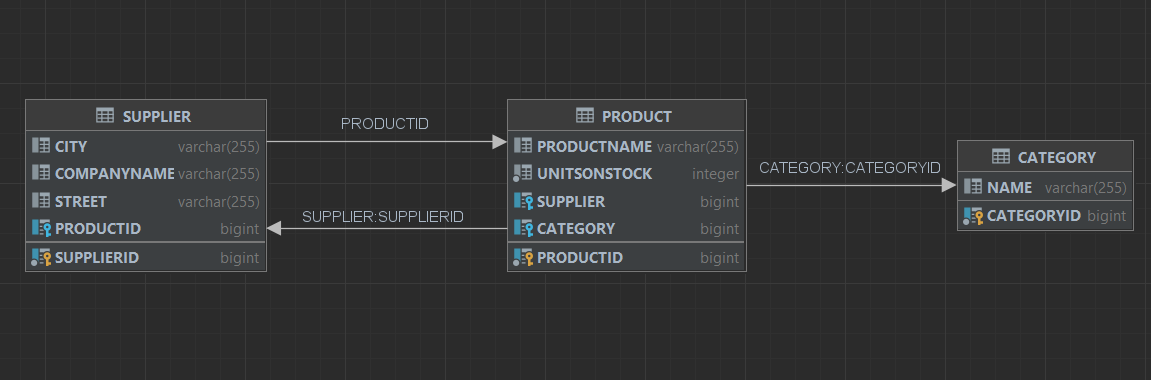 SUPPLIER
CITY varchar(255)
COMPANYNAME varchar(255)
STREET varchar(255)
PRODUCTID bigint
SUPPLIERID bigint
PRODUCTID
SUPPLIER:SUPPLIERID
PRODUCT
PRODUCTNAME varchar(255)
UNITSONSTOCK integer
SUPPLIER bigint
CATEGORY bigint
PRODUCTID bigint
CATEGORY:CATEGORYID
CATEGORY
NAME varchar(255)
CATEGORYID bigint